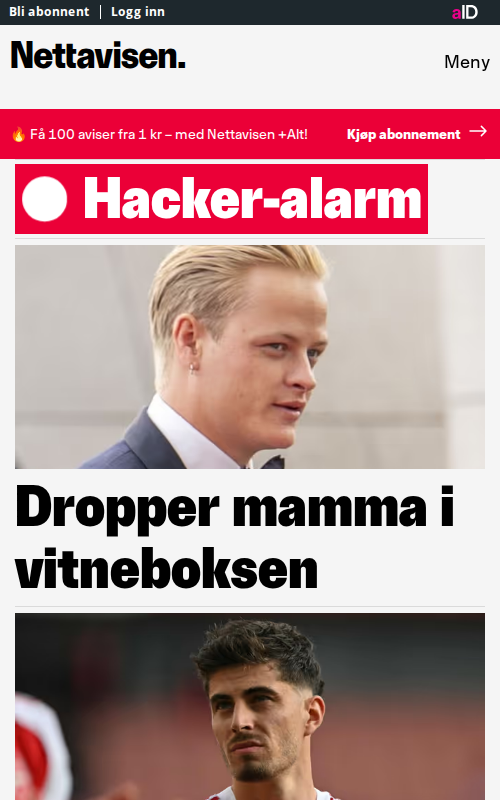 Bli abonnent
Logg inn
aID
Nettavisen.
Meny
🔥 Få 100 aviser fra 1 kr – med Nettavisen +Alt!
Kjøp abonnement →
Hacker-alarm
Dropper mamma i
vitneboksen